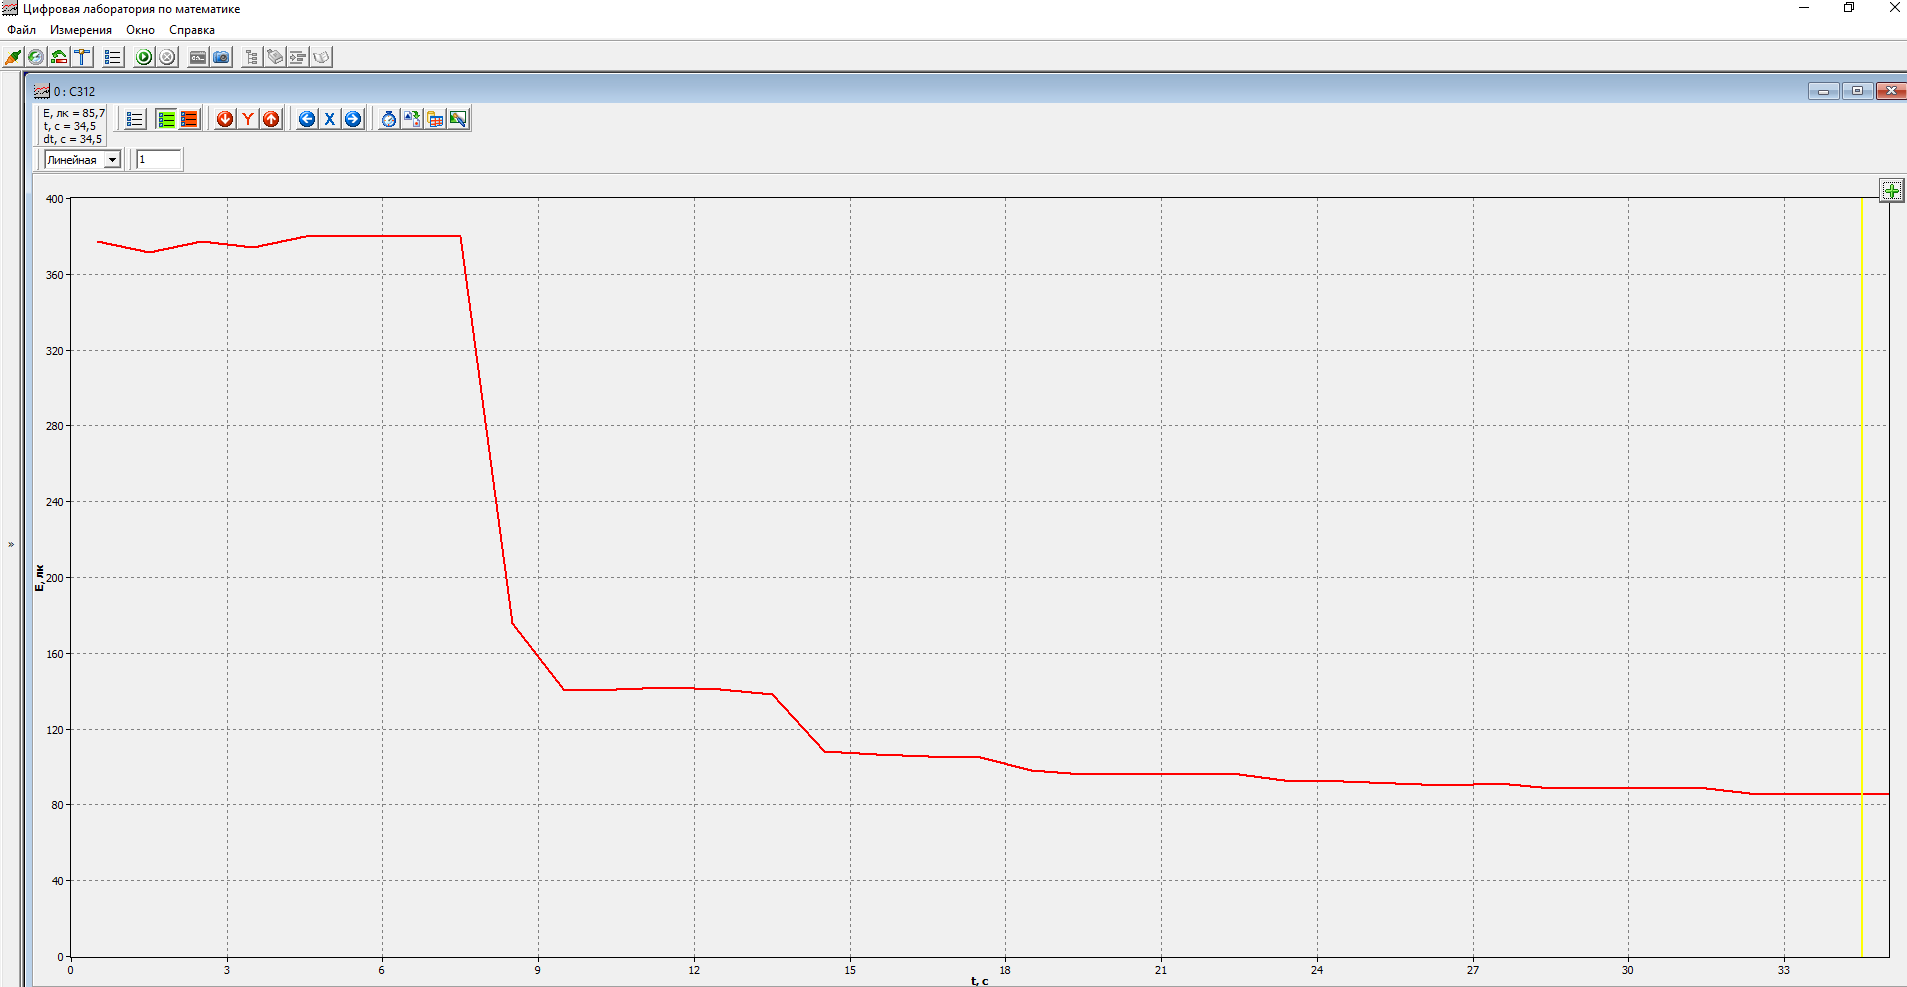 Цифровая лаборатория по математике
Файл Измерения Окно Справка
0 : C312
E, лк = 85,7
t, c = 34,5
dt, c = 34,5
Y
X
Линейная
1
400
360
320
280
240
200
160
120
80
40
0
E, лк
0 3 6 9 12 15 18 21 24 27 30 33
t, c
»